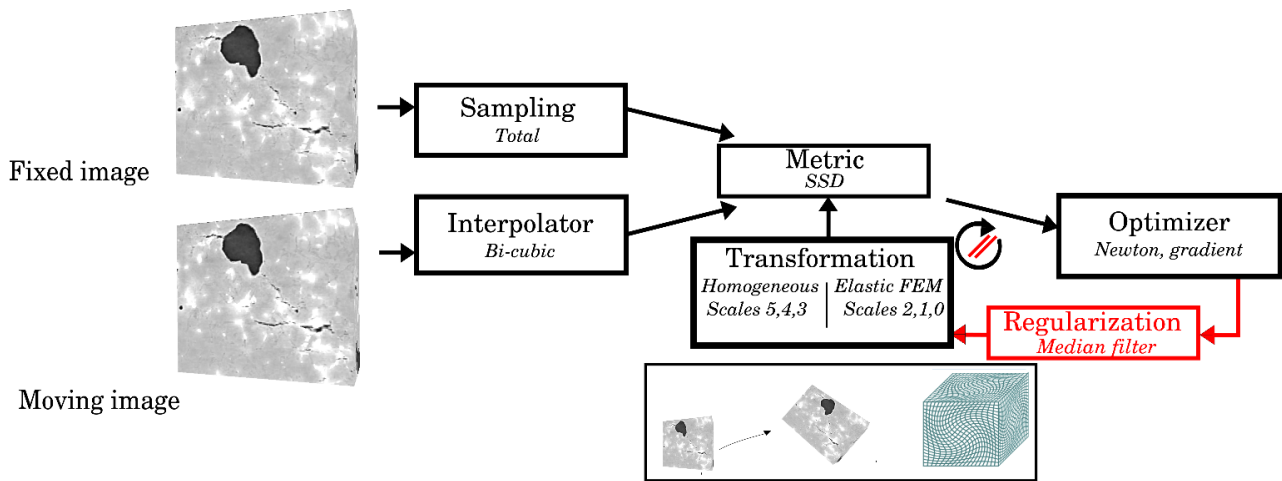 Fixed image
Moving image
Sampling
Total
Interpolator
Bi-cubic
Metric
SSD
Transformation
Homogeneous
Scales 5,4,3
Elastic FEM
Scales 2,1,0
Optimizer
Newton, gradient
Regularization
Median filter